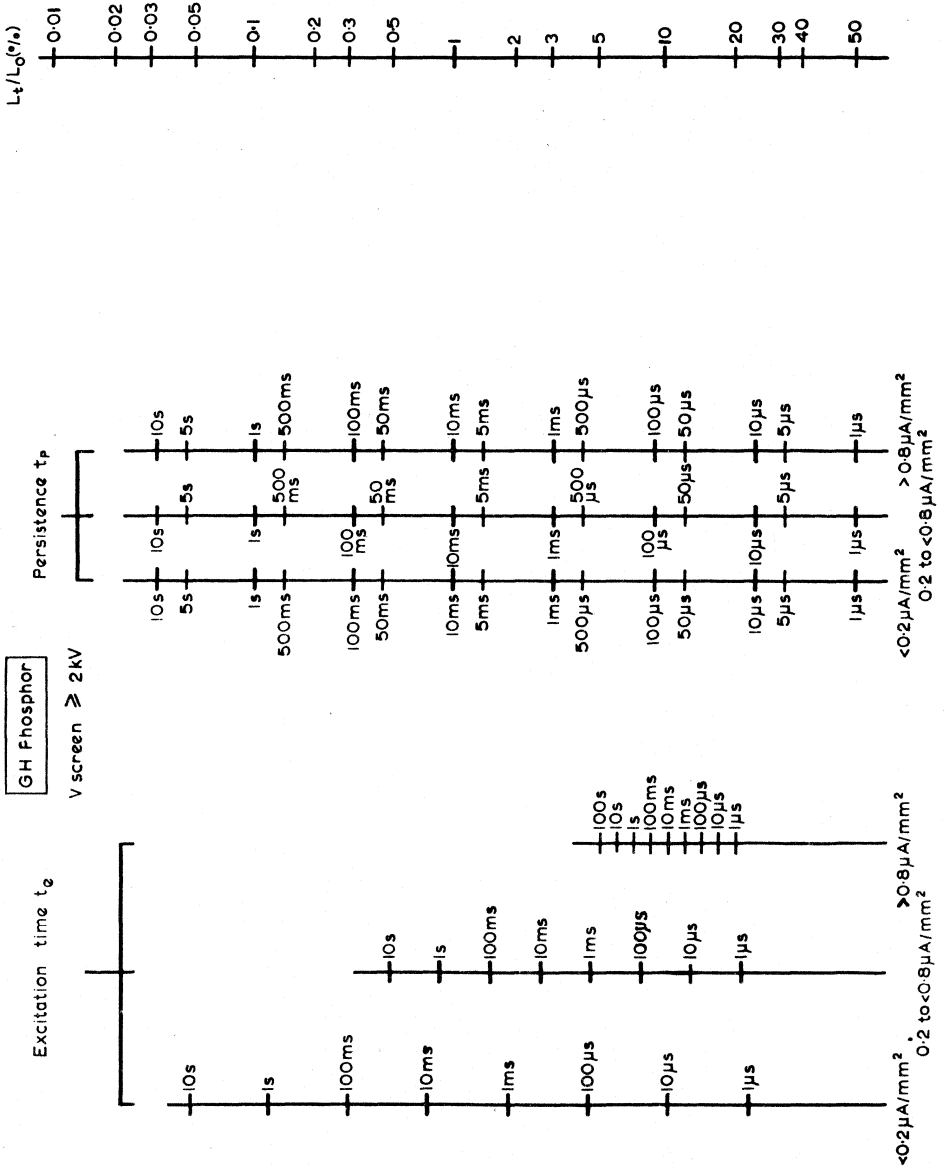 GH Phosphor
V screen ⩾ 2kV
Excitation time tₑ
10s
1s
100ms
10ms
1ms
100µs
10µs
1µs
<0·2µA/mm²
10s
1s
100ms
10ms
1ms
100µs
10µs
1µs
0·2 to<0·8µA/mm²
100s
10s
1s
100ms
10ms
1ms
100µs
10µs
1µs
>0·8µA/mm²
Persistence tₚ
10s
5s
1s
500ms
100ms
50ms
10ms
5ms
1ms
500µs
100µs
50µs
10µs
5µs
1µs
<0·2µA/mm²
10s
5s
1s
500
ms
100
ms
50
ms
10ms
5ms
1ms
500
µs
100
µs
50µs
10µs
5µs
1µs
0·2 to<0·8µA/mm²
10s
5s
1s
500ms
100ms
50ms
10ms
5ms
1ms
500µs
100µs
50µs
10µs
5µs
1µs
>0·8µA/mm²
Lₜ/L₀(%)
0·01
0·02
0·03
0·05
0·1
0·2
0·3
0·5
1
2
3
5
10
20
30
40
50